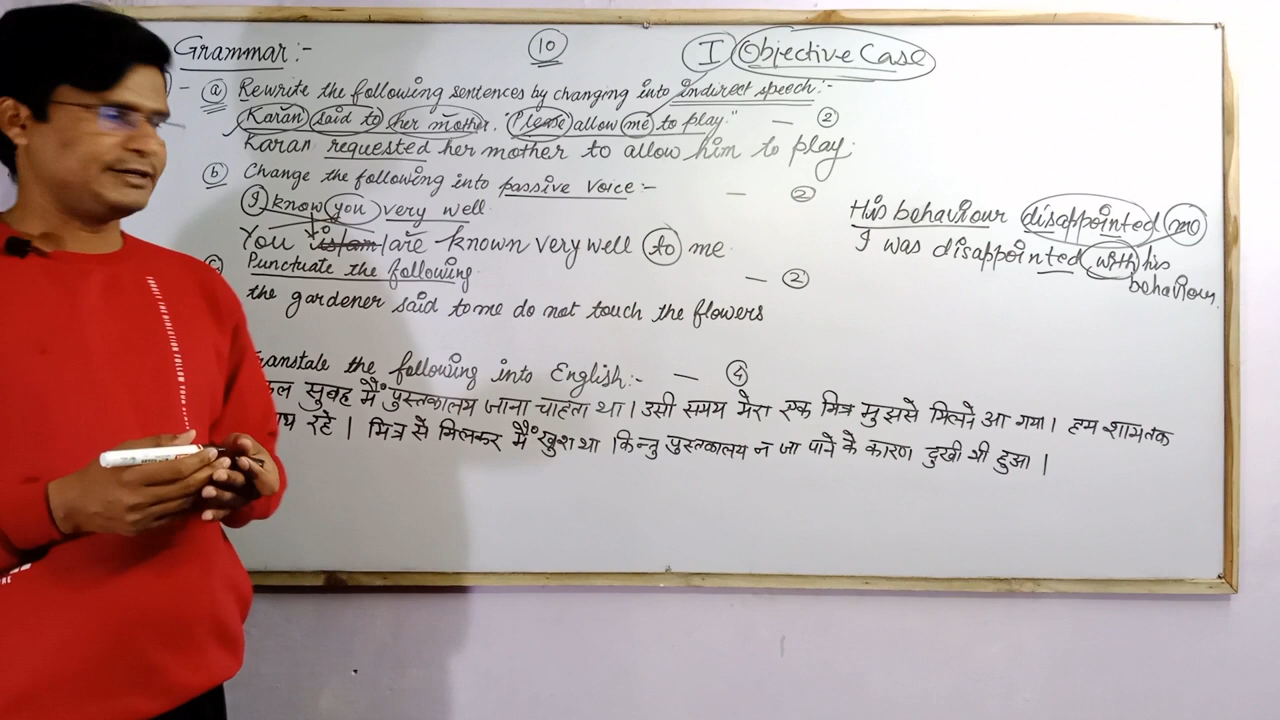 Grammar:-
10
I Objective Case
- (a) Rewrite the following sentences by changing into indirect speech:-
Karan said to her mother, "Please allow me to play." — 2
Karan requested her mother to allow him to play.
(b) Change the following into passive voice:- — 2
I know you very well
You is/am/are known very well to me.
Punctuate the following. — 2
the gardener said to me do not touch the flowers
His behaviour disappointed me
I was disappointed with his
behaviour.
Transtale the following into English:- — 4
कल सुबह मैं पुस्तकालय जाना चाहता था। उसी समय मेरा एक मित्र मुझसे मिलने आ गया। हम शामतक
रहे। मित्र से मिलकर मैं खुश था किन्तु पुस्तकालय न जा पाने के कारण दुखी भी हुआ।